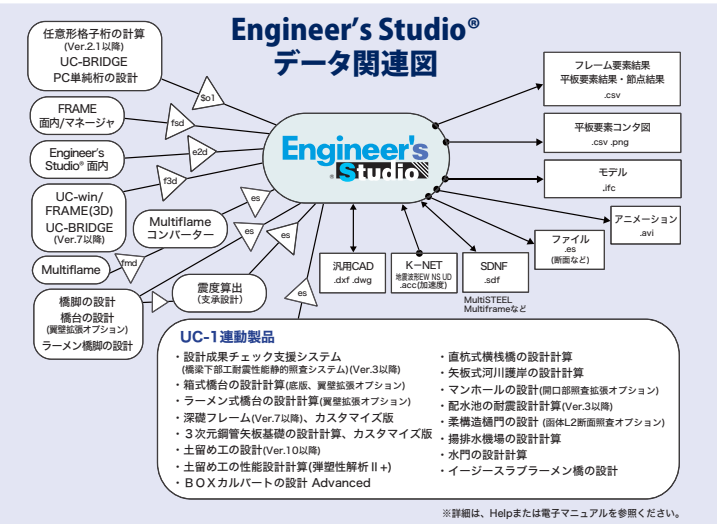 Engineer's Studio®
データ関連図
任意形格子桁の計算
(Ver.2.1以降)
UC-BRIDGE
PC単純桁の設計
$o1
FRAME
面内/マネージャ
fsd
Engineer's
Studio® 面内
e2d
UC-win/
FRAME(3D)
UC-BRIDGE
(Ver.7以降)
f3d
Multiflame
コンバーター
es
Multiflame
fmd
橋脚の設計
橋台の設計
(翼壁拡張オプション)
ラーメン橋脚の設計
es
震度算出
(支承設計)
es
es
Engineer's
Studio®
フレーム要素結果
平板要素結果・節点結果
.csv
平板要素コンタ図
.csv .png
モデル
.ifc
アニメーション
.avi
ファイル
.es
(断面など)
汎用CAD
.dxf .dwg
K-NET
地震波形EW NS UD
.acc(加速度)
SDNF
.sdf
MultiSTEEL
Multiframeなど
UC-1連動製品
・設計成果チェック支援システム
(橋梁下部工耐震性能静的照査システム)(Ver.3以降)
・箱式橋台の設計計算(底版、翼壁拡張オプション)
・ラーメン式橋台の設計計算(翼壁拡張オプション)
・深礎フレーム(Ver.7以降)、カスタマイズ版
・３次元鋼管矢板基礎の設計計算、カスタマイズ版
・土留め工の設計(Ver.10以降)
・土留め工の性能設計計算(弾塑性解析Ⅱ+)
・ＢＯＸカルバートの設計 Advanced
・直杭式横桟橋の設計計算
・矢板式河川護岸の設計計算
・マンホールの設計(開口部照査拡張オプション)
・配水池の耐震設計計算(Ver.3以降)
・柔構造樋門の設計 (函体L2断面照査オプション)
・揚排水機場の設計計算
・水門の設計計算
・イージースラブラーメン橋の設計
※詳細は、Helpまたは電子マニュアルを参照ください。